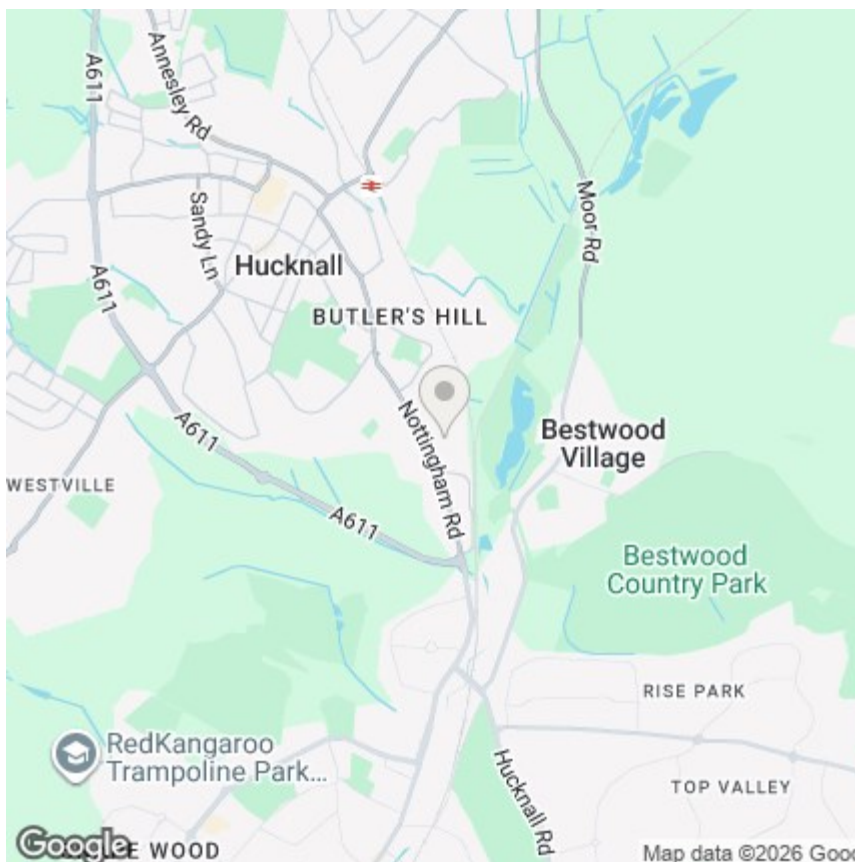 A611
Annesley Rd
Sandy Ln
Moor Rd
Hucknall
A611
BUTLER'S HILL
Nottingham Rd
A611
Bestwood
Village
WESTVILLE
A611
Bestwood
Country Park
RISE PARK
RedKangaroo
Trampoline Park...
Hucknall Rd
TOP VALLEY
Google
WOOD
Map data ©2026 Goo